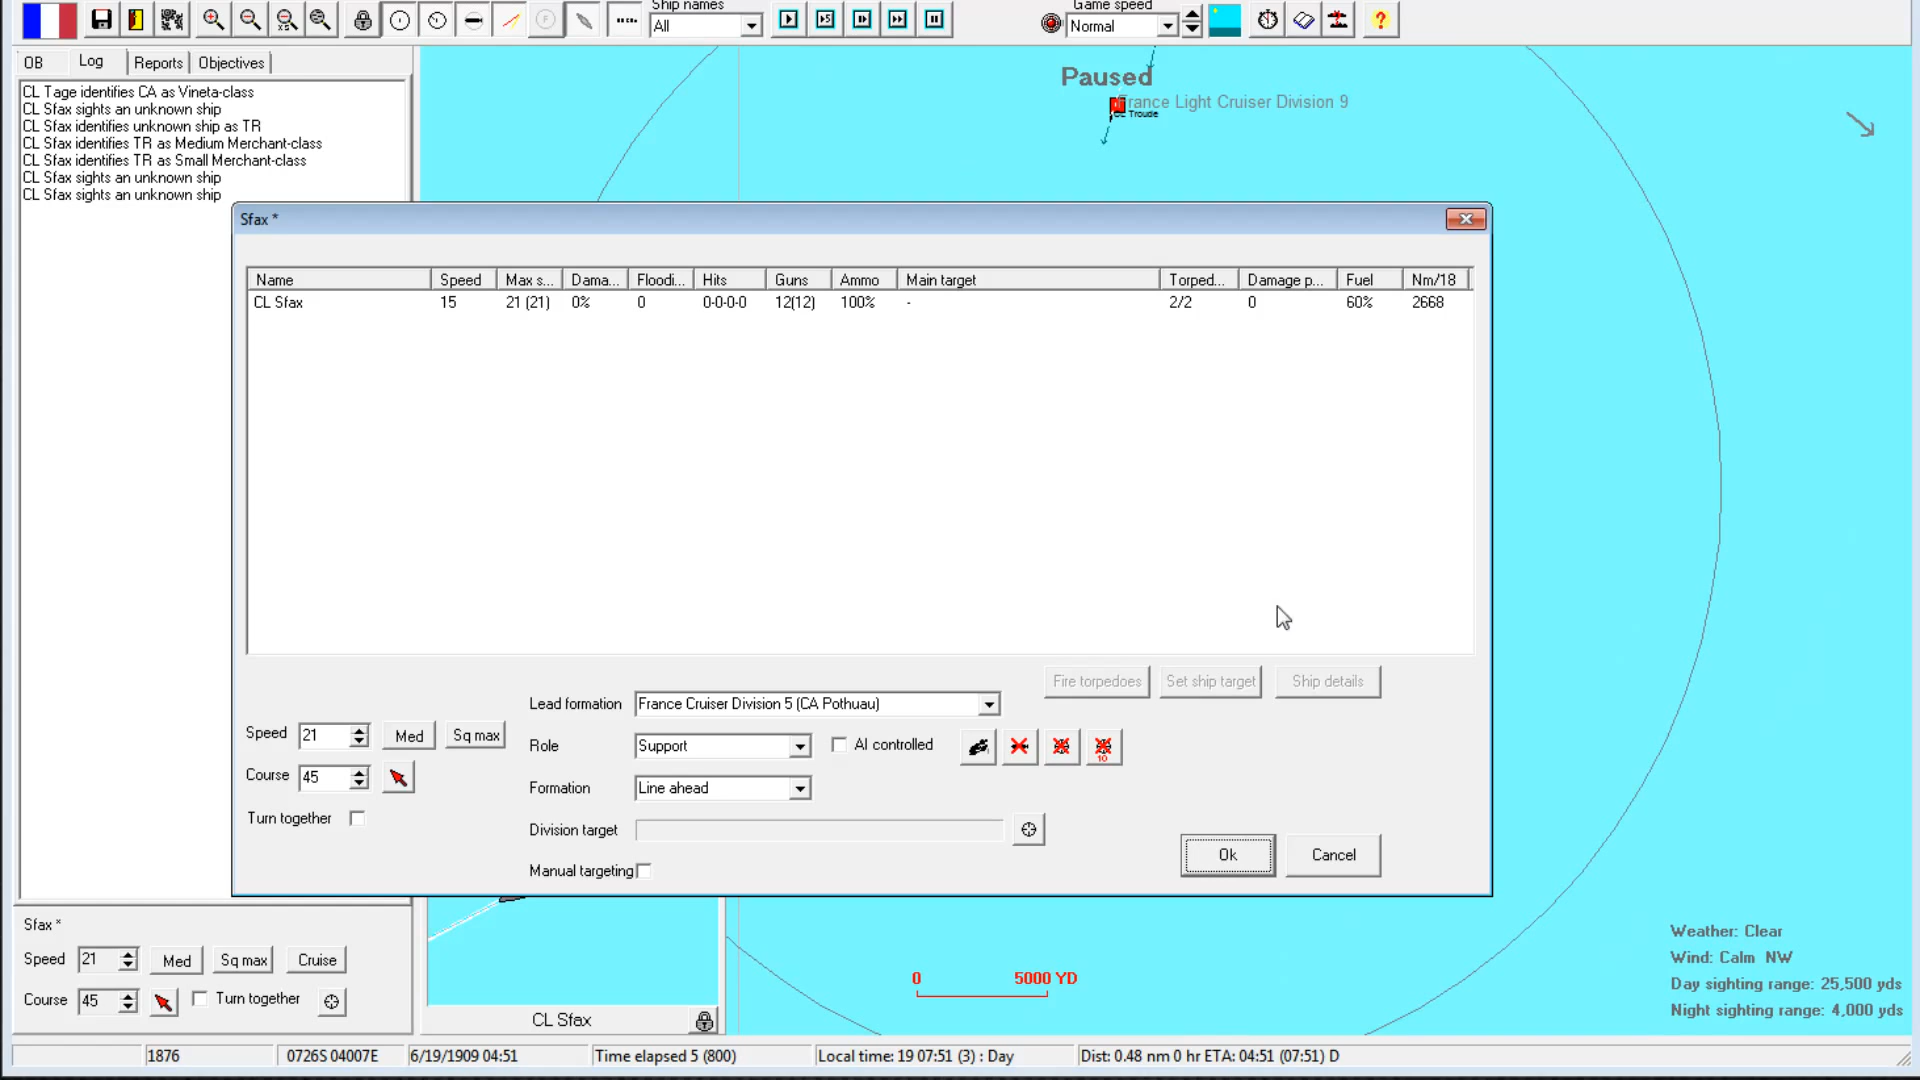 Ship names
Game speed
All
Normal
x5
F
▶5
?
OB
Log
Reports
Objectives
CL Tage identifies CA as Vineta-class
CL Sfax sights an unknown ship
CL Sfax identifies unknown ship as TR
CL Sfax identifies TR as Medium Merchant-class
CL Sfax identifies TR as Small Merchant-class
CL Sfax sights an unknown ship
CL Sfax sights an unknown ship
Paused
France Light Cruiser Division 9
CL Troude
Sfax *
Name Speed Max s... Dama... Floodi... Hits Guns Ammo Main target Torped... Damage p... Fuel Nm/18
CL Sfax 15 21 (21) 0% 0 0-0-0-0 12(12) 100% - 2/2 0 60% 2668
Fire torpedoes
Set ship target
Ship details
Lead formation France Cruiser Division 5 (CA Pothuau)
Speed 21 Med Sq max
Role Support AI controlled
10
Course 45
Formation Line ahead
Turn together
Division target
Manual targeting
Ok
Cancel
Sfax *
Speed 21 Med Sq max Cruise
Course 45 Turn together
CL Sfax
0 5000 YD
Weather: Clear
Wind: Calm NW
Day sighting range: 25,500 yds
Night sighting range: 4,000 yds
1876
0726S 04007E
6/19/1909 04:51
Time elapsed 5 (800)
Local time: 19 07:51 (3) : Day
Dist: 0.48 nm 0 hr ETA: 04:51 (07:51) D